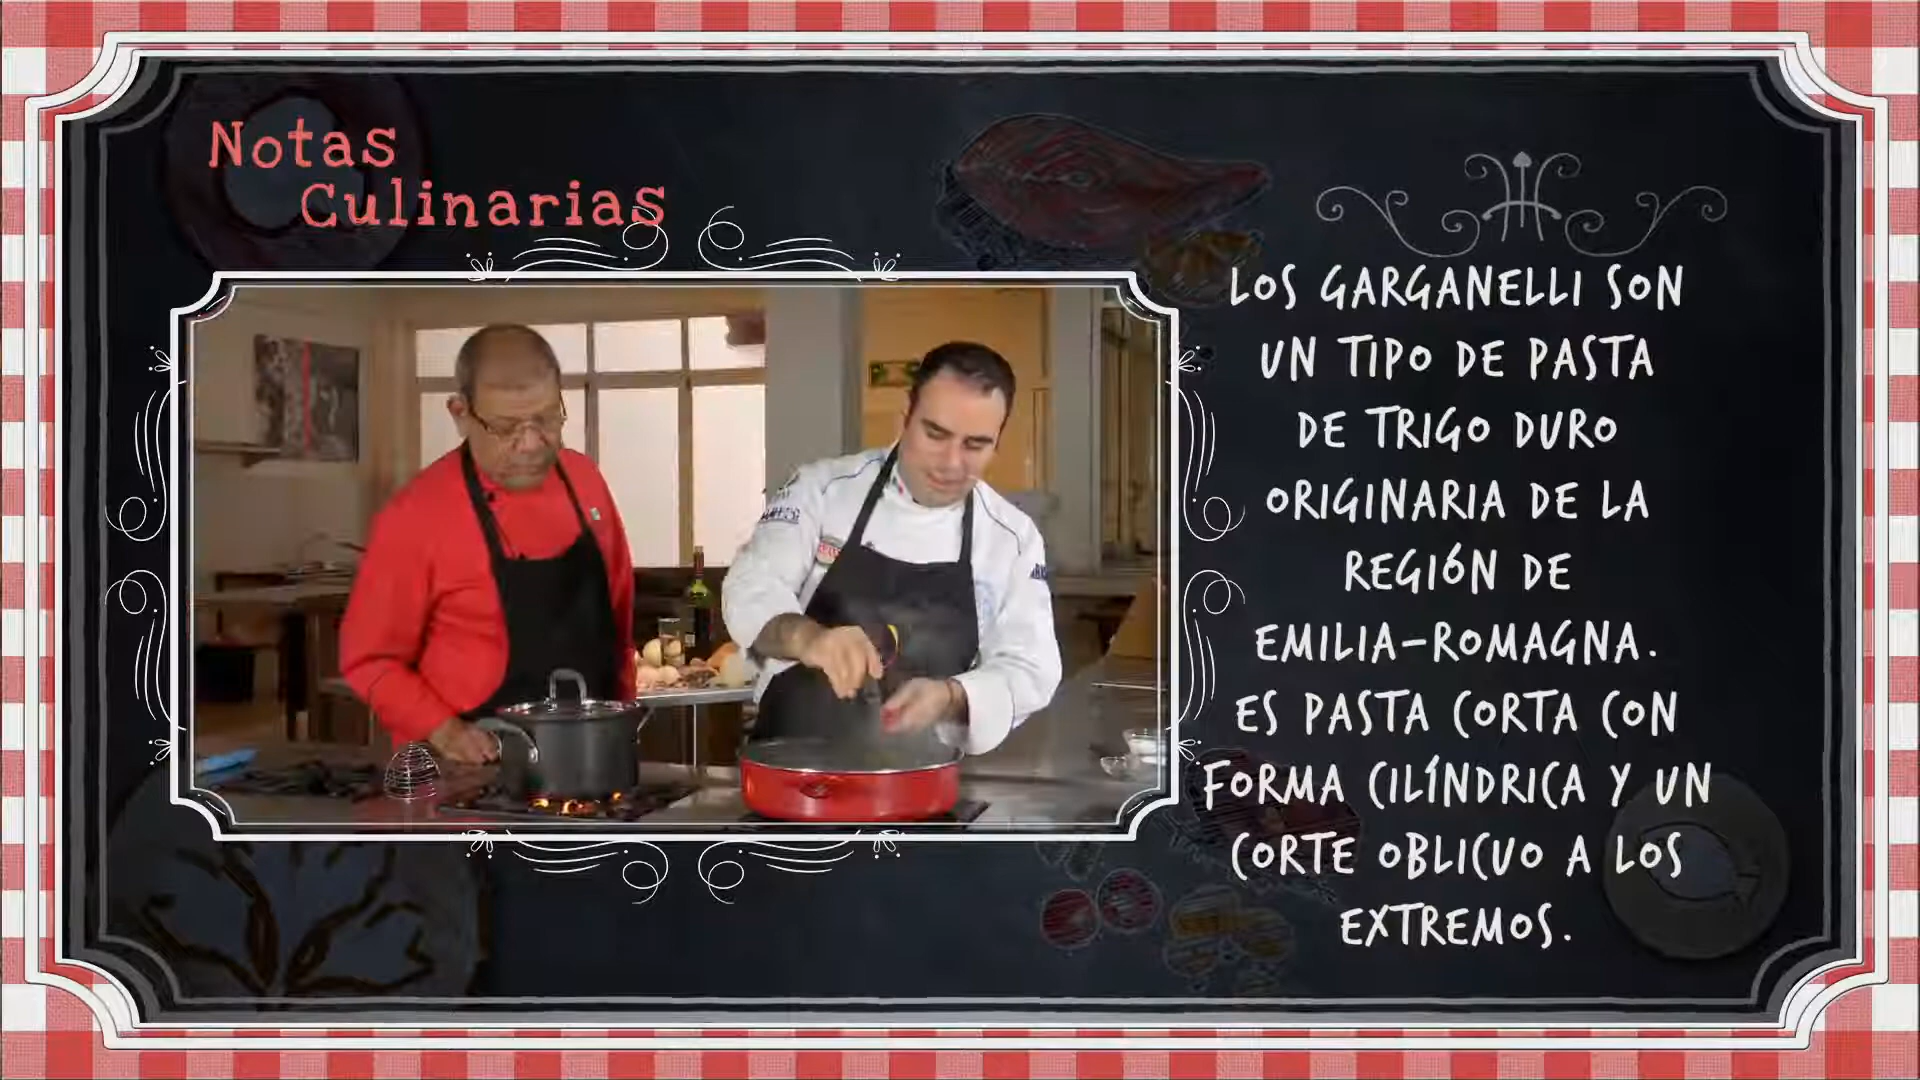 Notas
Culinarias
LOS GARGANELLI SON
UN TIPO DE PASTA
DE TRIGO DURO
ORIGINARIA DE LA
REGIÓN DE
EMILIA-ROMAGNA.
ES PASTA CORTA CON
FORMA CILÍNDRICA Y UN
CORTE OBLICUO A LOS
EXTREMOS.